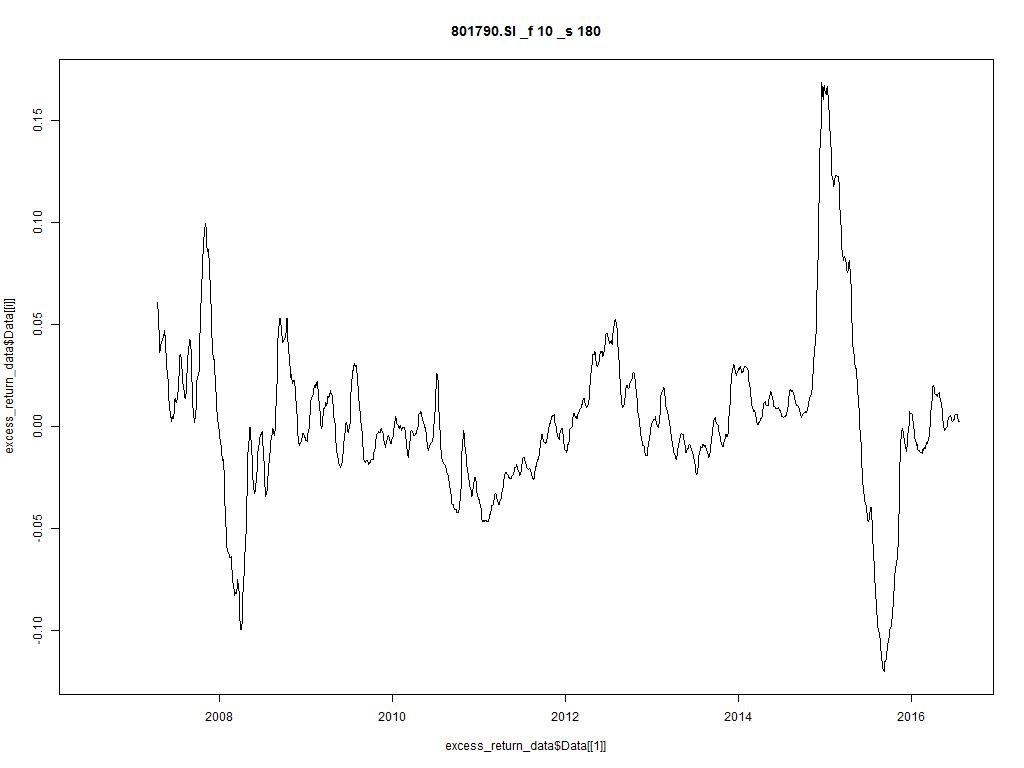 801790.SI _f 10 _s 180
excess_return_data$Data[[i]]
0.15
0.10
0.05
0.00
-0.05
-0.10
2008 2010 2012 2014 2016
excess_return_data$Data[[1]]